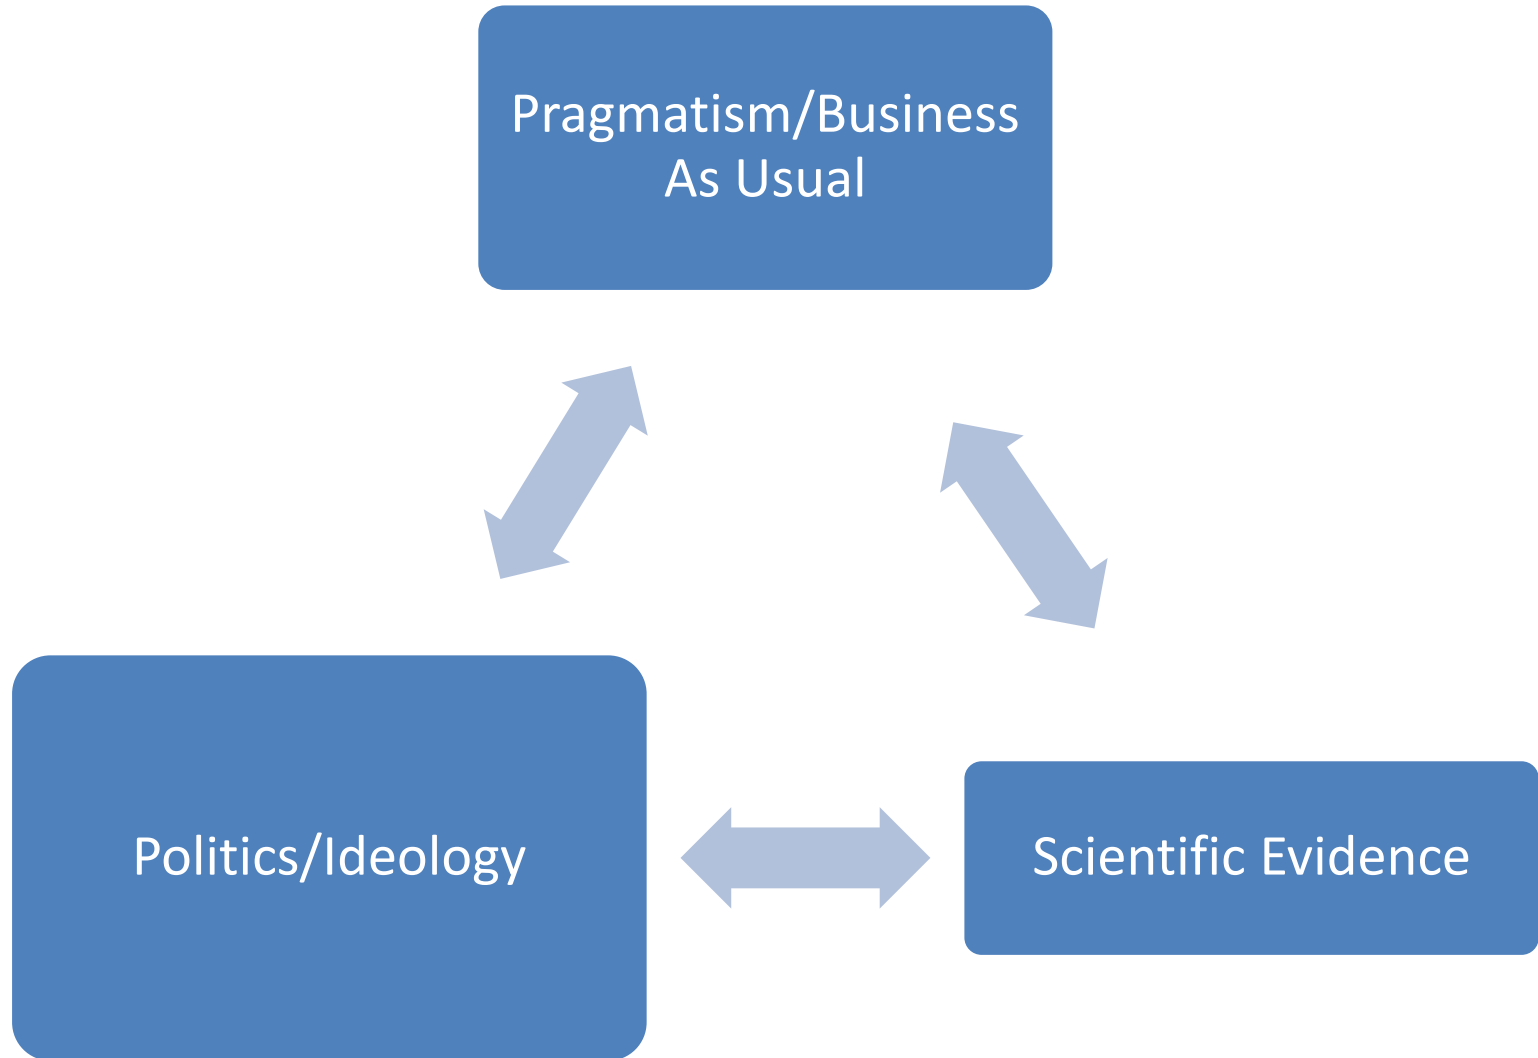 Pragmatism/Business
As Usual
Politics/Ideology
Scientific Evidence